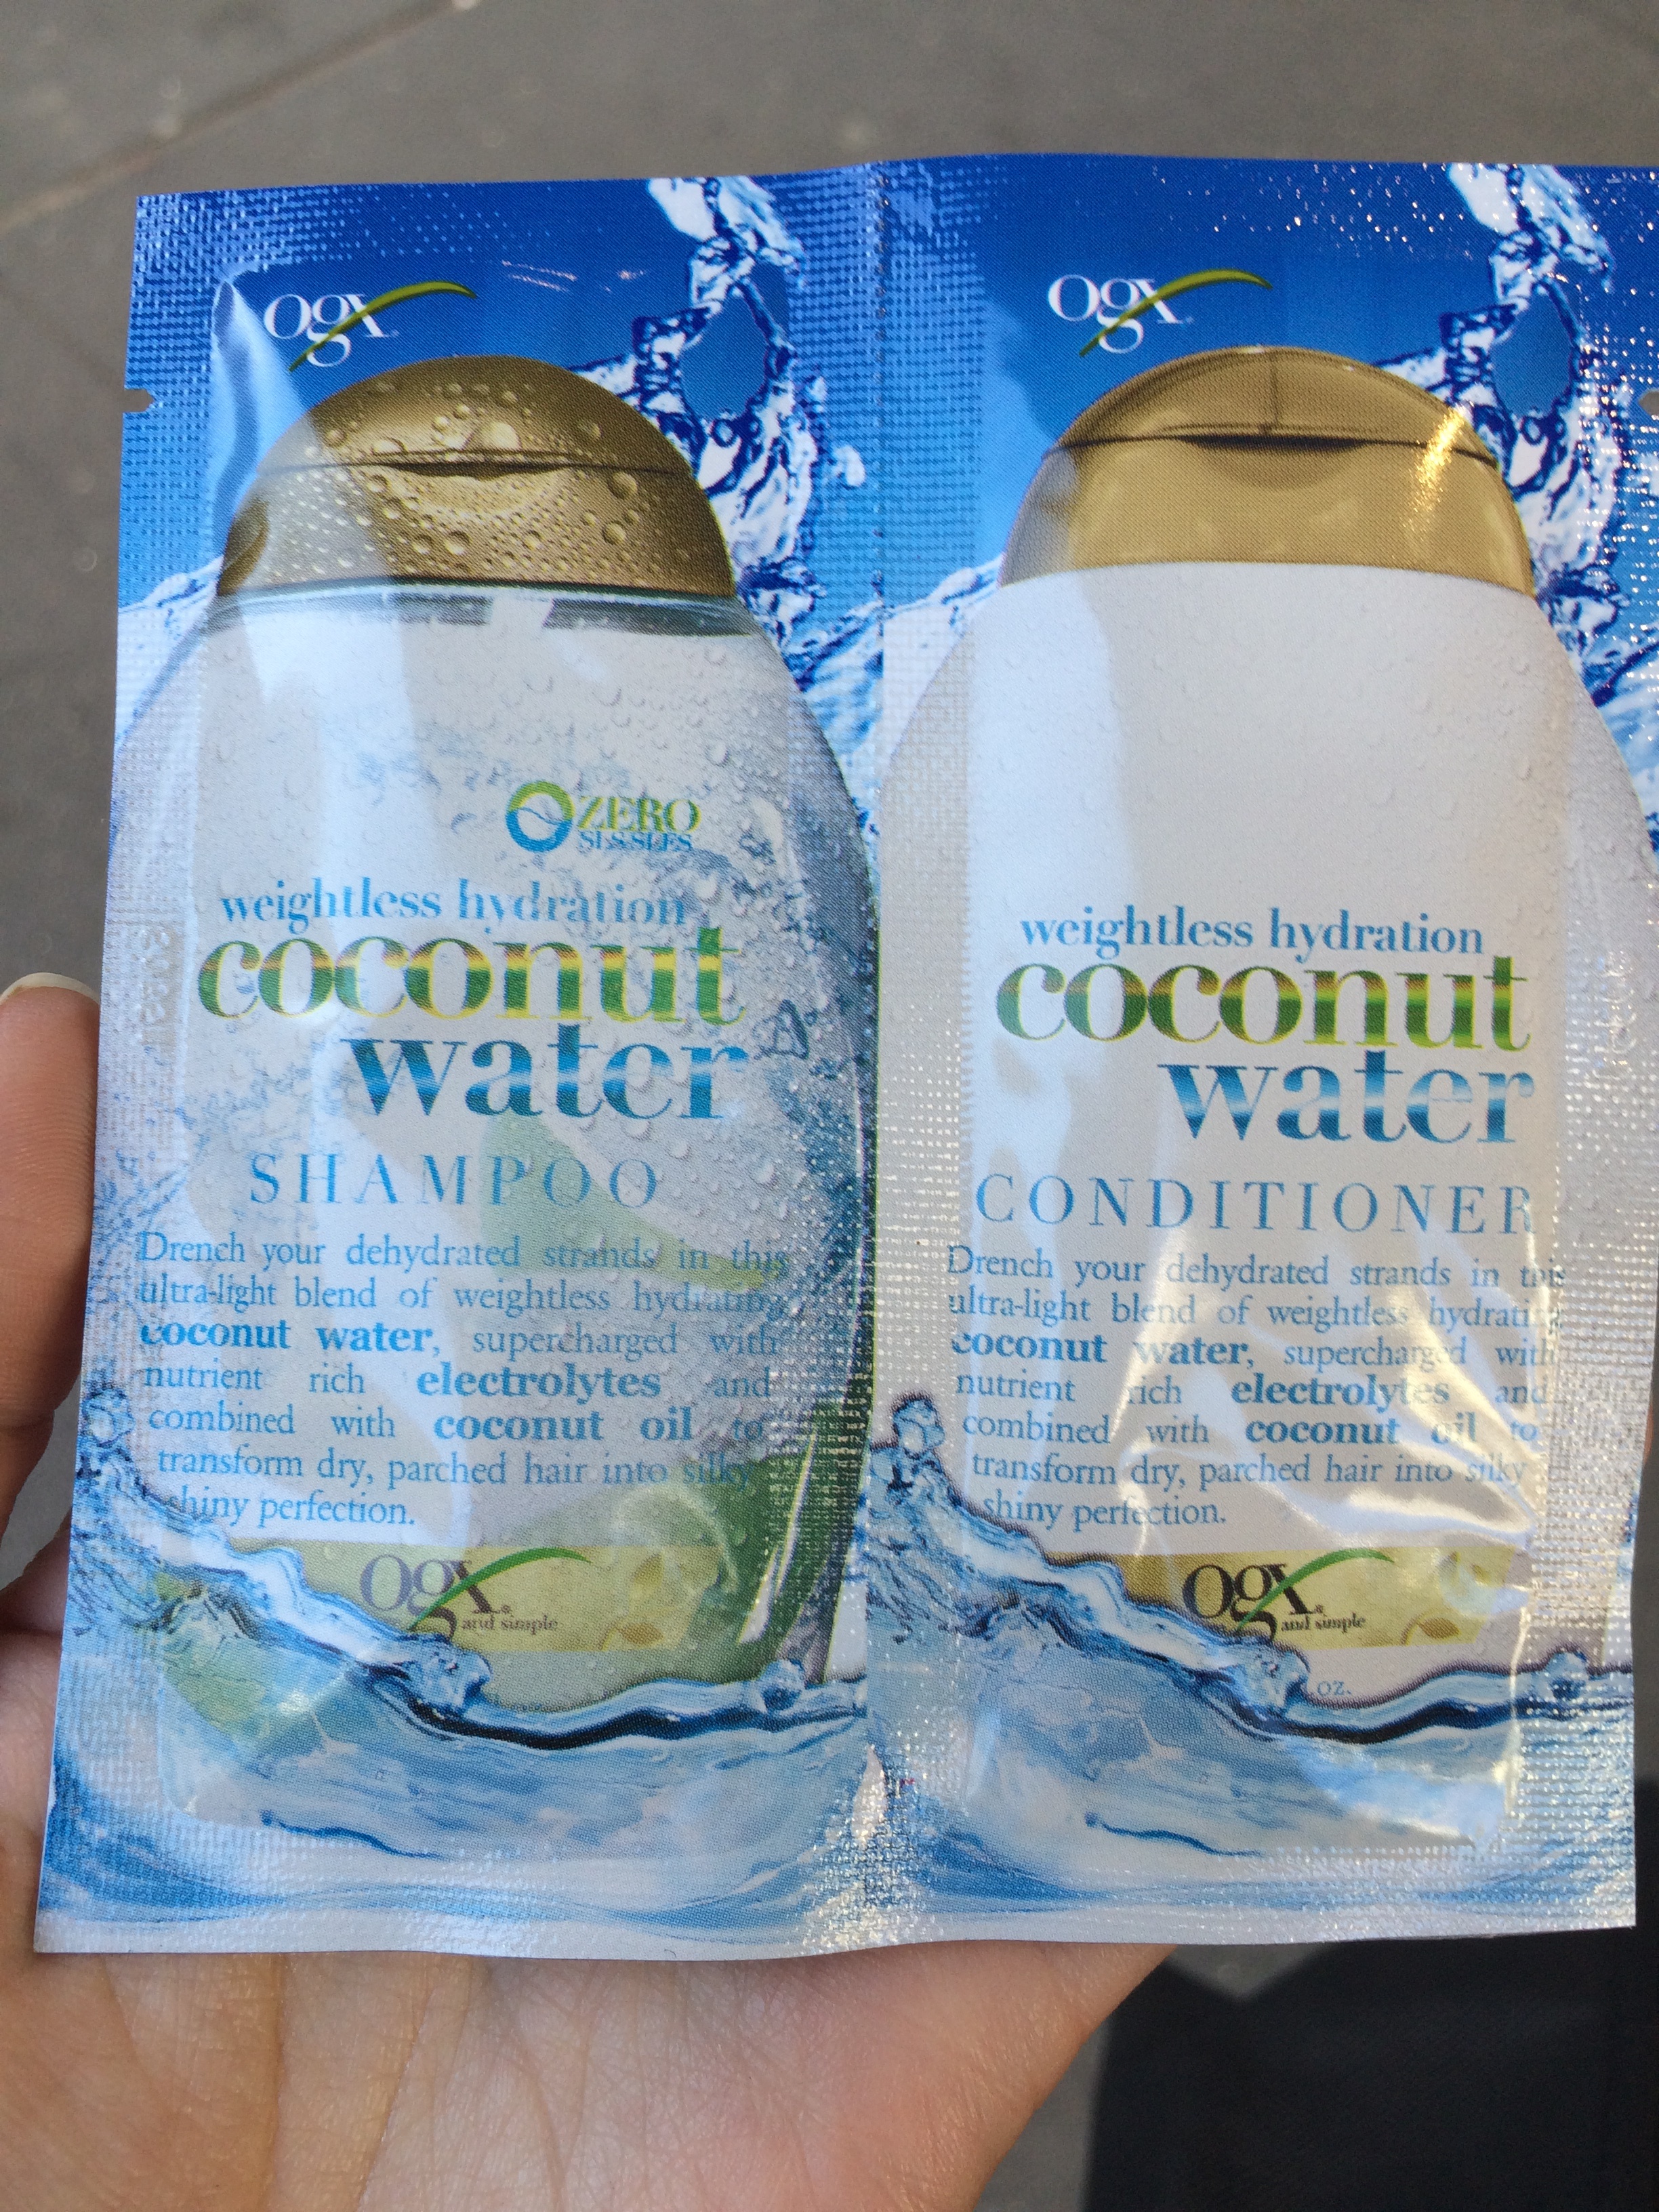 ogx
ZERO
SLS&SLES
weightless hydration
coconut
water
SHAMPOO
Drench your dehydrated strands in this
ultra-light blend of weightless hydrating
coconut water, supercharged with
nutrient rich electrolytes and
combined with coconut oil to
transform dry, parched hair into silky
shiny perfection.
ogx®
and simple
ogx
weightless hydration
coconut
water
CONDITIONER
Drench your dehydrated strands in this
ultra-light blend of weightless hydrating
coconut water, supercharged with
nutrient rich electrolytes and
combined with coconut oil to
transform dry, parched hair into silky
shiny perfection.
ogx®
and simple
oz.